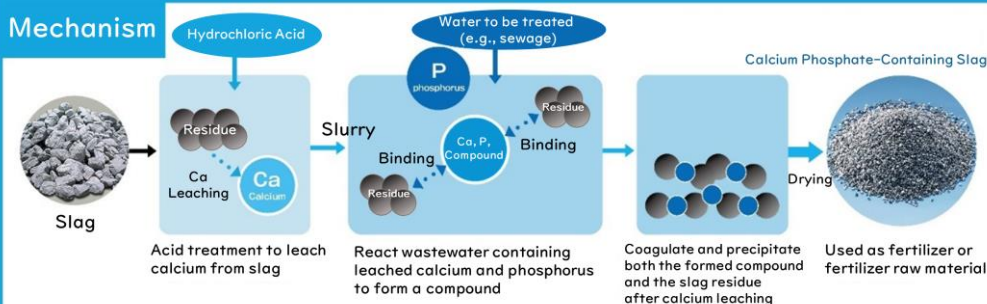 Mechanism
Hydrochloric Acid
Water to be treated
(e.g., sewage)
Calcium Phosphate-Containing Slag
P
phosphorus
Residue
Residue
Slurry
Ca, P,
Compound
Binding
Binding
Ca
Leaching
Ca
Calcium
Residue
Drying
Slag
Acid treatment to leach
calcium from slag
React wastewater containing
leached calcium and phosphorus
to form a compound
Coagulate and precipitate
both the formed compound
and the slag residue
after calcium leaching
Used as fertilizer or
fertilizer raw material